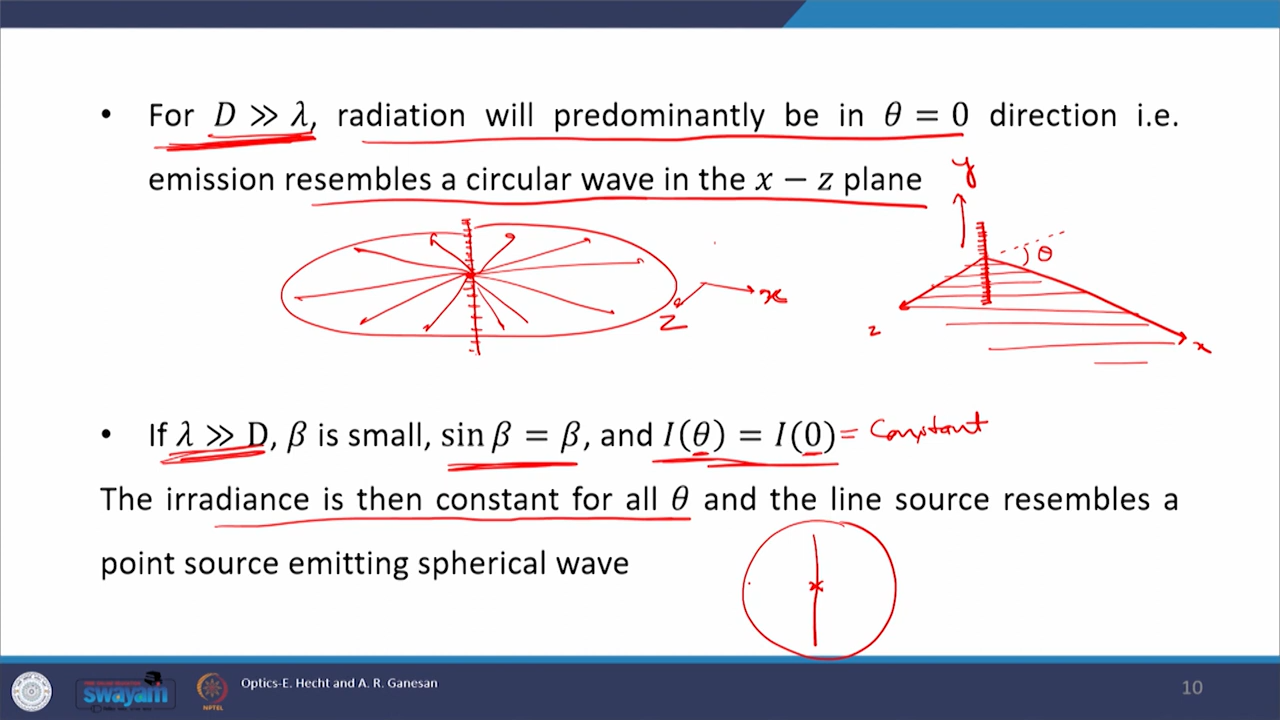 • For D ≫ λ, radiation will predominantly be in θ = 0 direction i.e.
emission resembles a circular wave in the x − z plane
y
θ
x
z
z
x
• If λ ≫ D, β is small, sin β = β, and I(θ) = I(0) = Constant
The irradiance is then constant for all θ and the line source resembles a
point source emitting spherical wave
Optics-E. Hecht and A. R. Ganesan
swayam
NPTEL
10